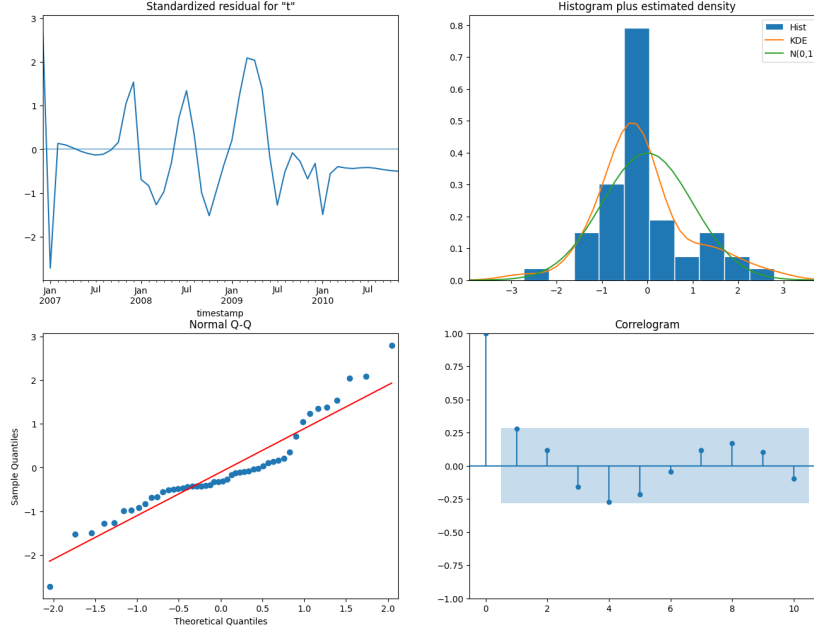 Standardized residual for "t"
3
2
1
0
−1
−2
Jan
2007
Jul
Jan
2008
Jul
Jan
2009
Jul
Jan
2010
Jul
timestamp
Histogram plus estimated density
0.8
0.7
0.6
0.5
0.4
0.3
0.2
0.1
0.0
−3 −2 −1 0 1 2 3
Hist
KDE
N(0,1
Normal Q-Q
3
2
1
0
−1
−2
−2.0 −1.5 −1.0 −0.5 0.0 0.5 1.0 1.5 2.0
Sample Quantiles
Theoretical Quantiles
Correlogram
1.00
0.75
0.50
0.25
0.00
−0.25
−0.50
−0.75
−1.00
0 2 4 6 8 10